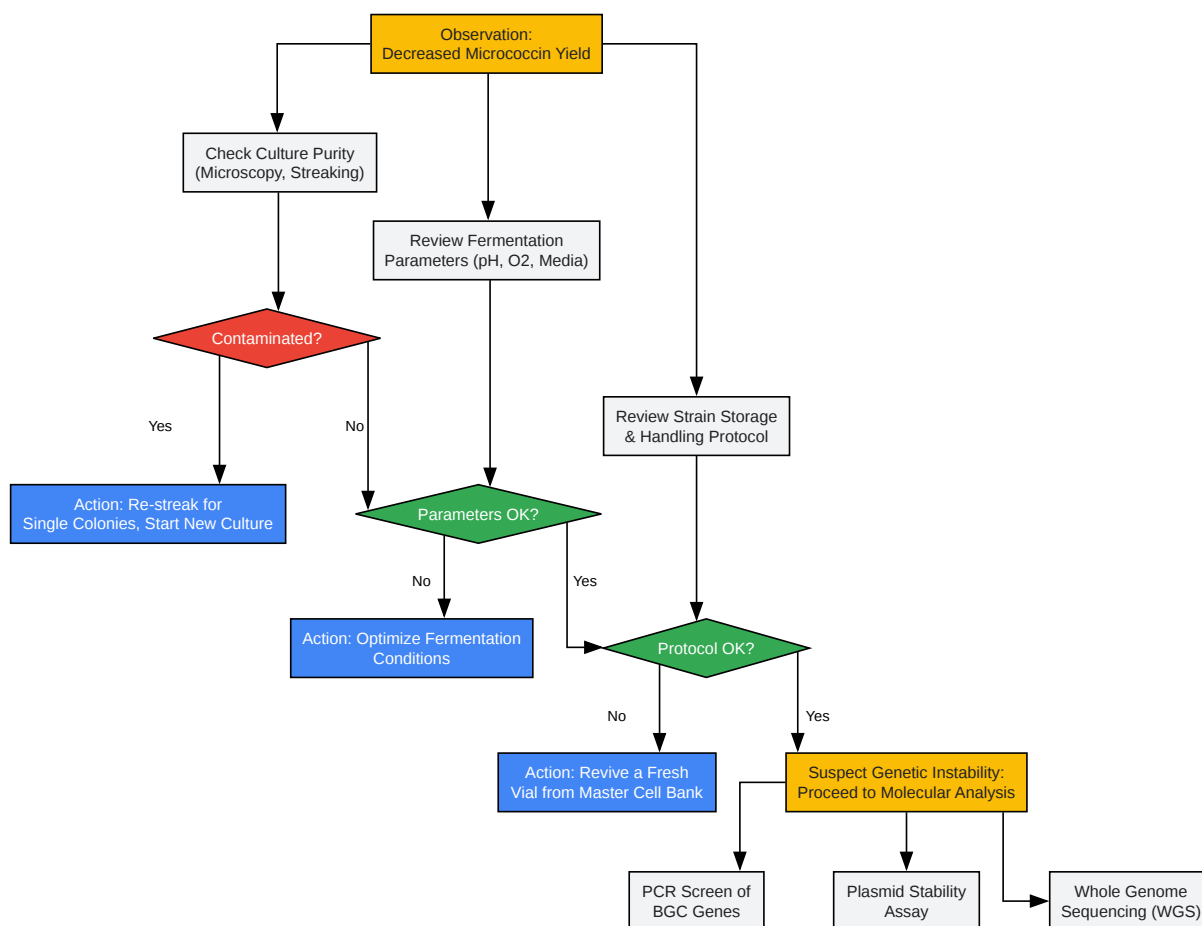 Observation:
Decreased Micrococcin Yield
Check Culture Purity
(Microscopy, Streaking)
Review Fermentation
Parameters (pH, O2, Media)
Contaminated?
Review Strain Storage
& Handling Protocol
Yes
No
Action: Re-streak for
Single Colonies, Start New Culture
Parameters OK?
No
Yes
Action: Optimize Fermentation
Conditions
Protocol OK?
No
Yes
Action: Revive a Fresh
Vial from Master Cell Bank
Suspect Genetic Instability:
Proceed to Molecular Analysis
PCR Screen of
BGC Genes
Plasmid Stability
Assay
Whole Genome
Sequencing (WGS)